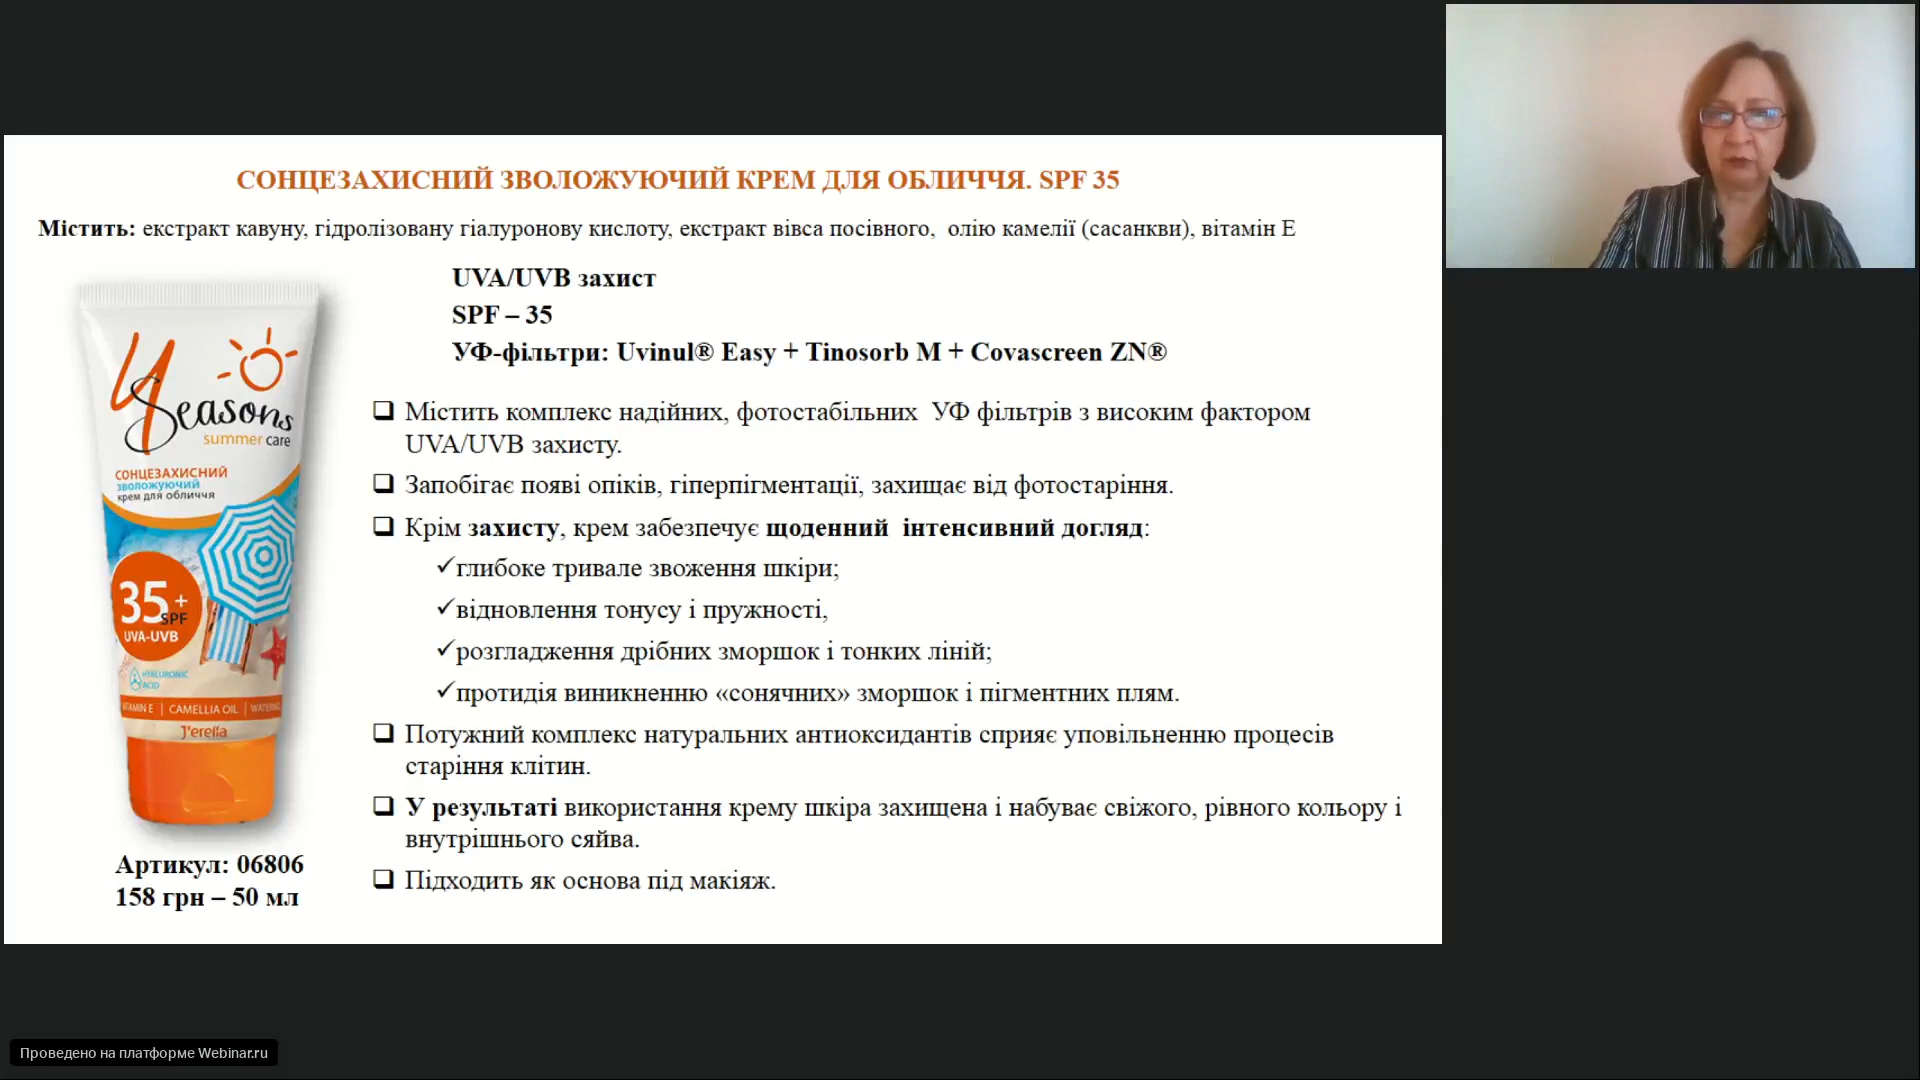 СОНЦЕЗАХИСНИЙ ЗВОЛОЖУЮЧИЙ КРЕМ ДЛЯ ОБЛИЧЧЯ. SPF 35
Містить: екстракт кавуну, гідролізовану гіалуронову кислоту, екстракт вівса посівного, олію камелії (сасанкви), вітамін Е
UVA/UVB захист
SPF – 35
УФ-фільтри: Uvinul® Easy + Tinosorb M + Covascreen ZN®
Містить комплекс надійних, фотостабільних УФ фільтрів з високим фактором
UVA/UVB захисту.
Запобігає появі опіків, гіперпігментації, захищає від фотостаріння.
Крім захисту, крем забезпечує щоденний інтенсивний догляд:
глибоке тривале звоження шкіри;
відновлення тонусу і пружності,
розгладження дрібних зморшок і тонких ліній;
протидія виникненню «сонячних» зморшок і пігментних плям.
Потужний комплекс натуральних антиоксидантів сприяє уповільненню процесів
старіння клітин.
У результаті використання крему шкіра захищена і набуває свіжого, рівного кольору і
внутрішнього сяйва.
Підходить як основа під макіяж.
4 Seasons
summer care
СОНЦЕЗАХИСНИЙ
зволожуючий
крем для обличчя
35+
SPF
UVA-UVB
HYALURONIC
ACID
CAMELLIA OIL
J'erelia
Артикул: 06806
158 грн – 50 мл
Проведено на платформе Webinar.ru